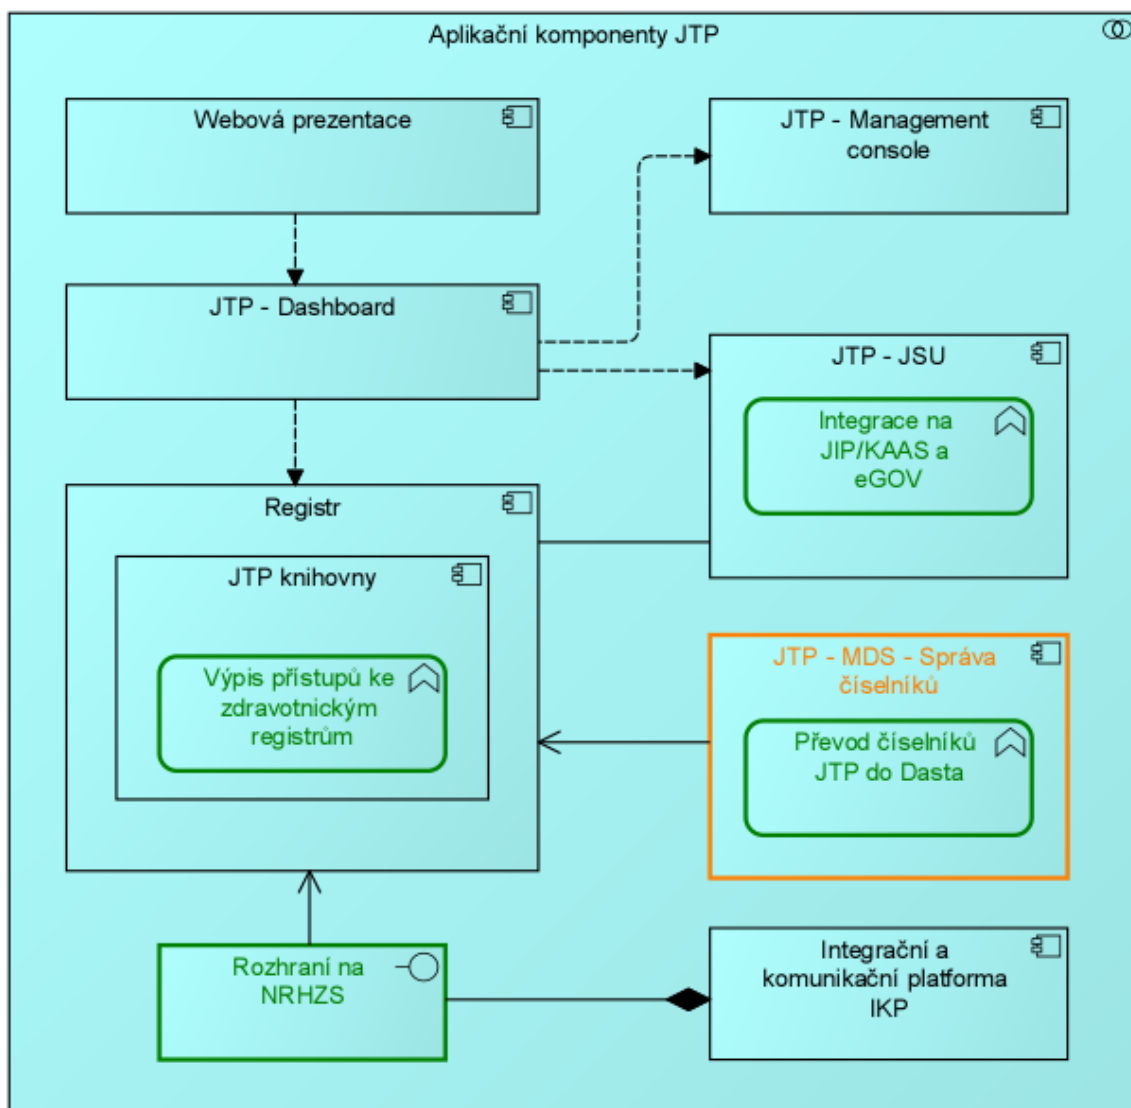 Aplikační komponenty JTP
Webová prezentace
JTP - Management
console
JTP - Dashboard
JTP - JSU
Integrace na
JIP/KAAS a
eGOV
Registr
JTP knihovny
Výpis přístupů ke
zdravotnickým
registrům
JTP - MDS - Správa
číselníků
Převod číselníků
JTP do Dasta
Rozhraní na
NRHZS
Integrační a
komunikační platforma
IKP